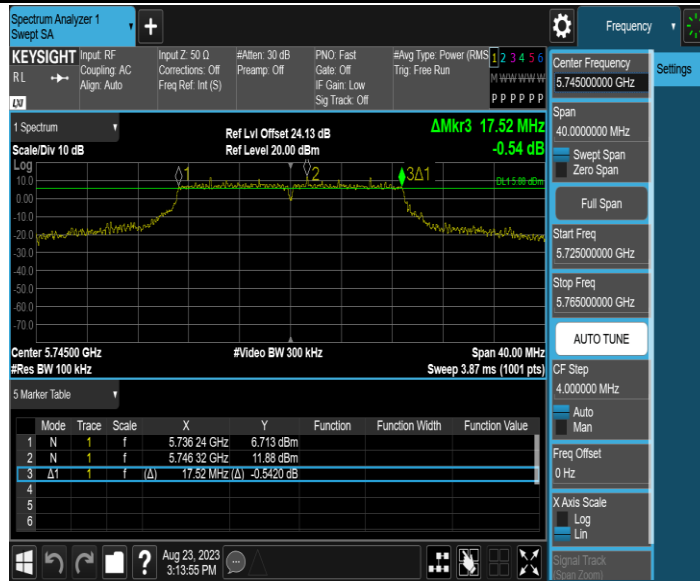 Spectrum Analyzer 1
Swept SA
+
Frequency
KEYSIGHT
RL
LXI
Input: RF
Coupling: AC
Align: Auto
Input Z: 50 Ω
Corrections: Off
Freq Ref: Int (S)
#Atten: 30 dB
Preamp: Off
PNO: Fast
Gate: Off
IF Gain: Low
Sig Track: Off
#Avg Type: Power (RMS
Trig: Free Run
1 2 3 4 5 6
M W W W W W
P P P P P P
1 Spectrum
Scale/Div 10 dB
Ref Lvl Offset 24.13 dB
Ref Level 20.00 dBm
ΔMkr3 17.52 MHz
-0.54 dB
Log
10.0
0.00
-10.0
-20.0
-30.0
-40.0
-50.0
-60.0
-70.0
1
2
3Δ1
DL1 5.88 dBm
Center 5.74500 GHz
#Video BW 300 kHz
Span 40.00 MHz
#Res BW 100 kHz
Sweep 3.87 ms (1001 pts)
5 Marker Table
Mode Trace Scale X Y Function Function Width Function Value
1 N 1 f 5.736 24 GHz 6.713 dBm
2 N 1 f 5.746 32 GHz 11.88 dBm
3 Δ1 1 f (Δ) 17.52 MHz (Δ) -0.5420 dB
4
5
6
?
Aug 23, 2023
3:13:55 PM
Center Frequency
5.745000000 GHz
Settings
Span
40.0000000 MHz
Swept Span
Zero Span
Full Span
Start Freq
5.725000000 GHz
Stop Freq
5.765000000 GHz
AUTO TUNE
CF Step
4.000000 MHz
Auto
Man
Freq Offset
0 Hz
X Axis Scale
Log
Lin
Signal Track
(Span Zoom)